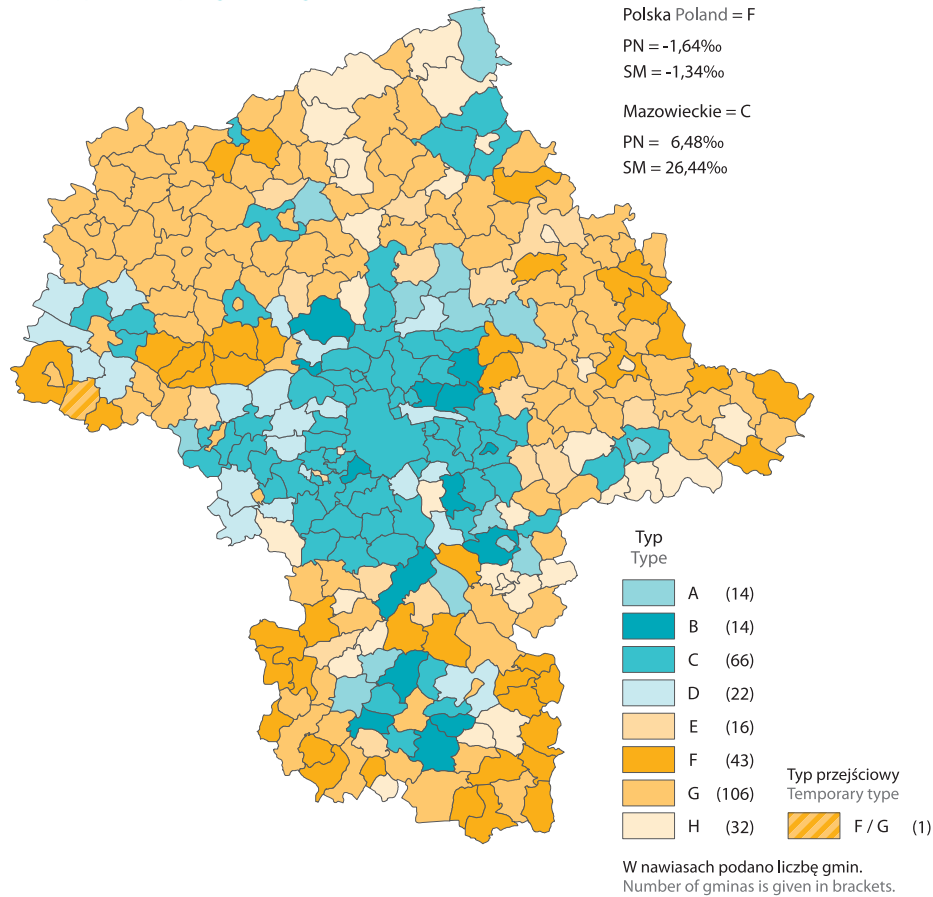 Polska Poland = F
PN = -1,64‰
SM = -1,34‰
Mazowieckie = C
PN = 6,48‰
SM = 26,44‰
Typ
Type
A (14)
B (14)
C (66)
D (22)
E (16)
F (43)
G (106)
H (32)
Typ przejściowy
Temporary type
F / G (1)
W nawiasach podano liczbę gmin.
Number of gminas is given in brackets.